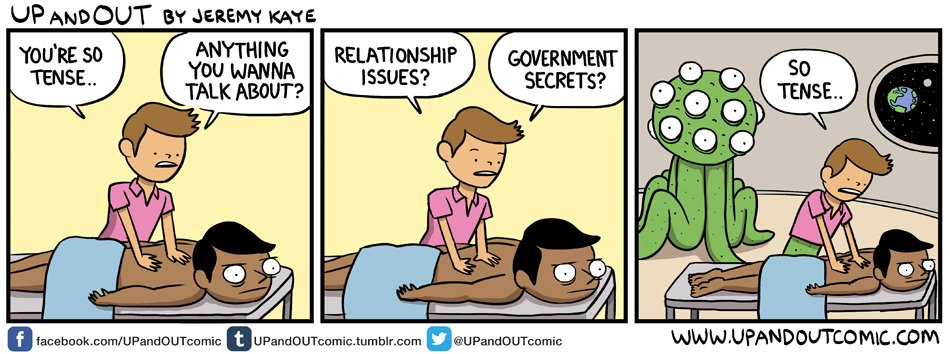 UP AND OUT BY JEREMY KAYE
YOU'RE SO
TENSE..
ANYTHING
YOU WANNA
TALK ABOUT?
RELATIONSHIP
ISSUES?
GOVERNMENT
SECRETS?
SO
TENSE..
f facebook.com/UPandOUTcomic t UPandOUTcomic.tumblr.com @UPandOUTcomic
WWW.UPANDOUTCOMIC.COM